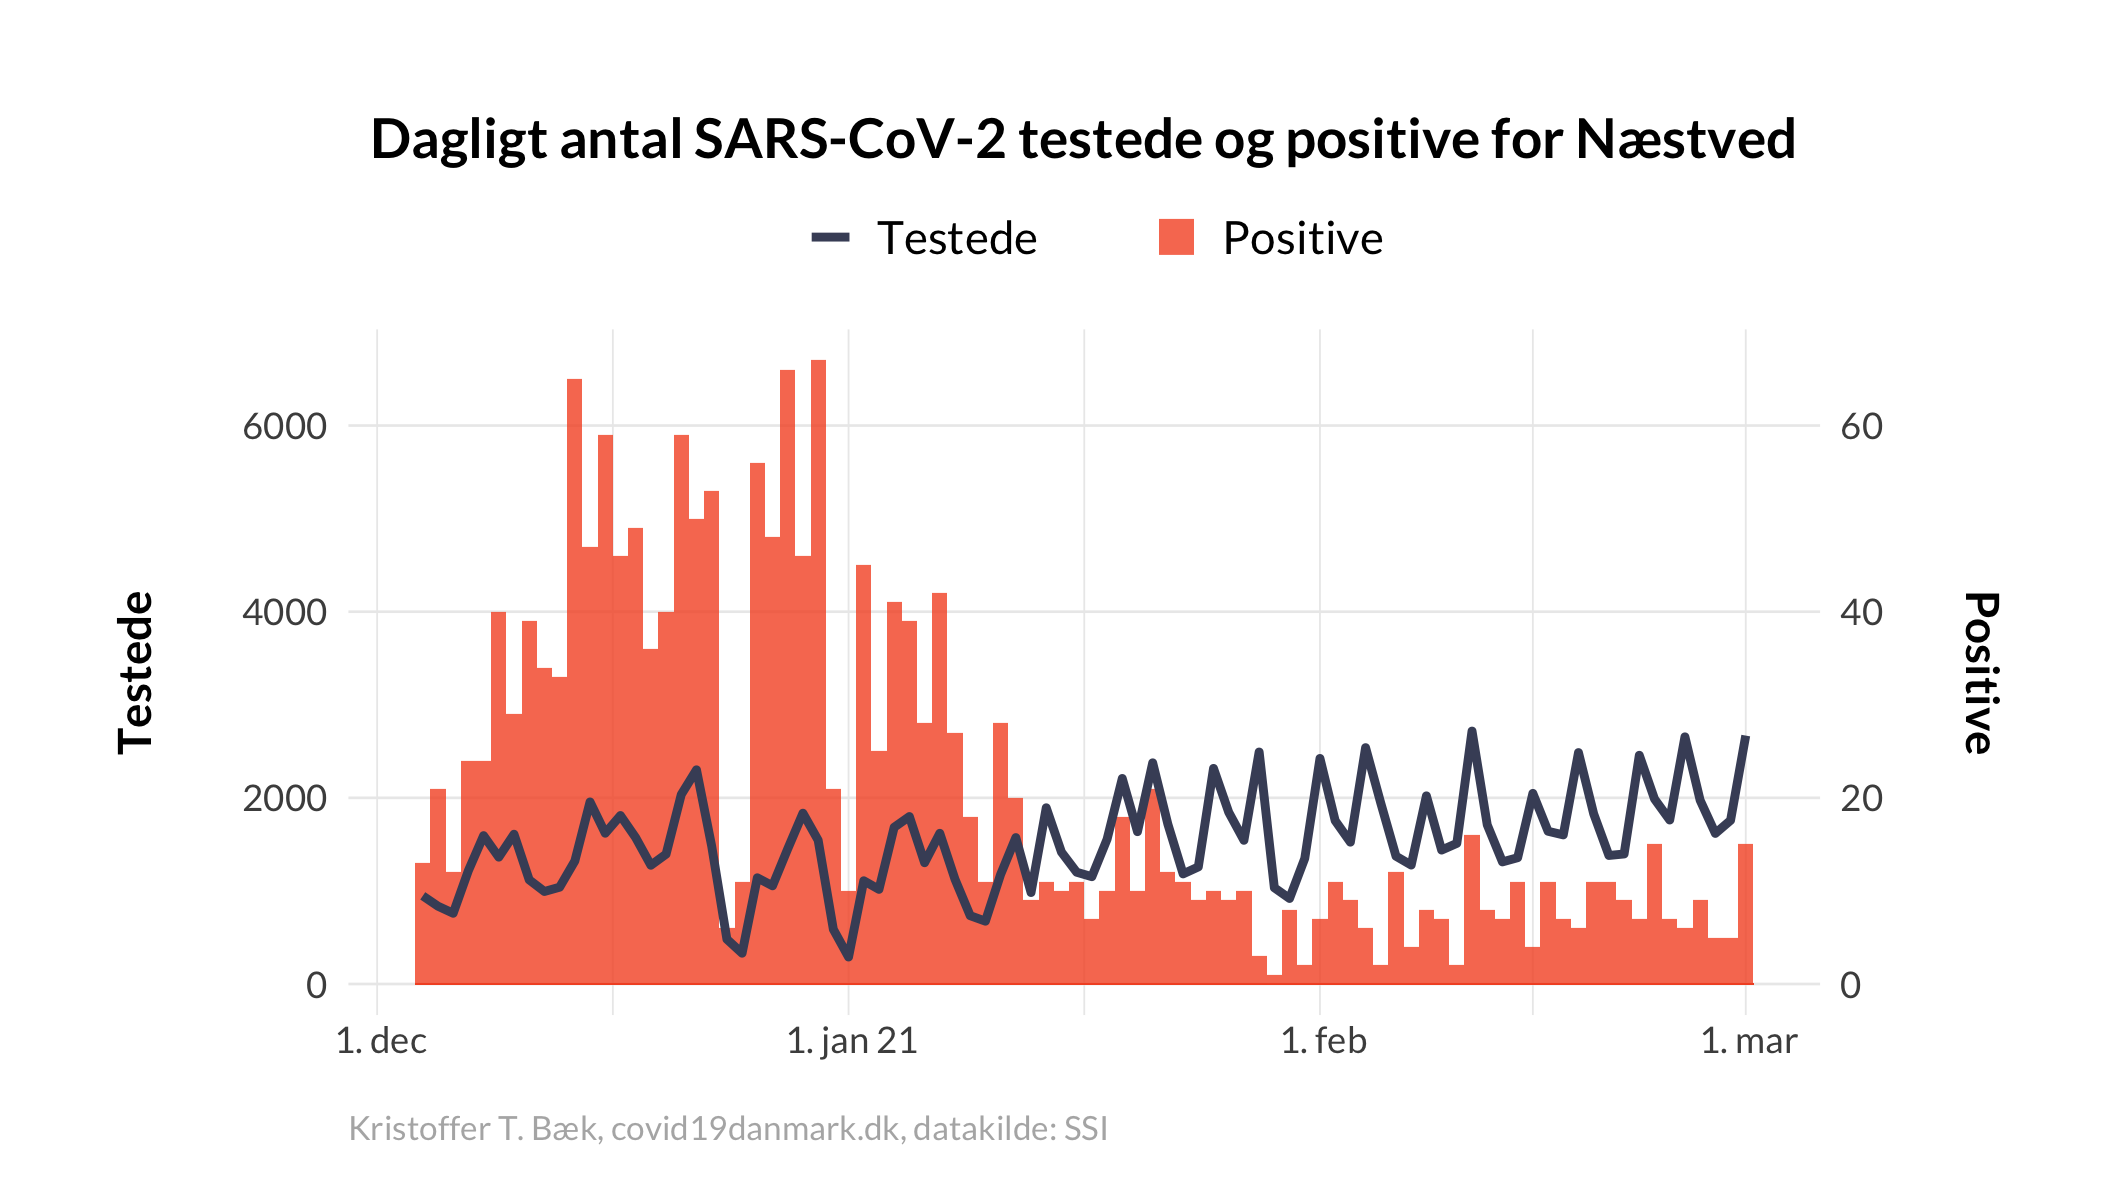 Dagligt antal SARS-CoV-2 testede og positive for Næstved
Testede
Positive
6000
4000
2000
0
Testede
60
40
20
0
Positive
1. dec
1. jan 21
1. feb
1. mar
Kristoffer T. Bæk, covid19danmark.dk, datakilde: SSI